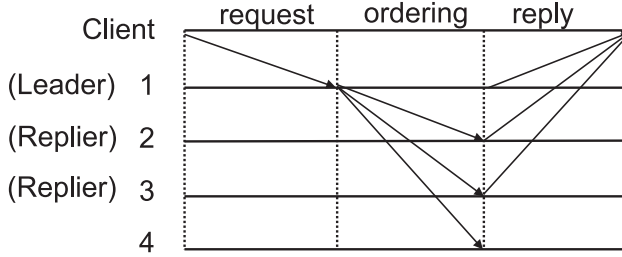 request ordering reply
Client
(Leader) 1
(Replier) 2
(Replier) 3
4